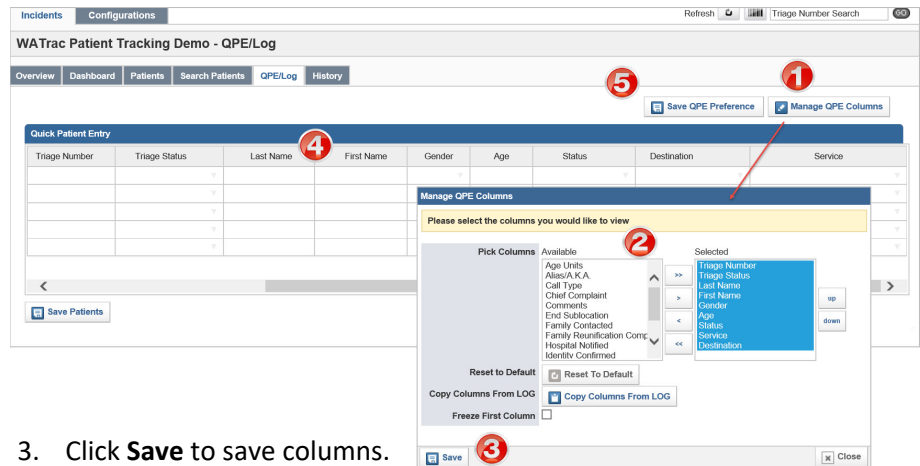 Incidents Configurations Refresh Triage Number Search GO
WATrac Patient Tracking Demo - QPE/Log
Overview Dashboard Patients Search Patients QPE/Log History
5 1
Save QPE Preference Manage QPE Columns
Quick Patient Entry
4
Triage Number Triage Status Last Name First Name Gender Age Status Destination Service
Manage QPE Columns
Please select the columns you would like to view
2
Pick Columns Available Selected
Age Units
Alias/A.K.A.
Call Type
Chief Complaint
Comments
End Sublocation
Family Contacted
Family Reunification Comp
Hospital Notified
Identity Confirmed
>>
>
<
<<
Triage Number
Triage Status
Last Name
First Name
Gender
Age
Status
Service
Destination
up
down
Save Patients
Reset to Default Reset To Default
Copy Columns From LOG Copy Columns From LOG
Freeze First Column
3. Click Save to save columns.
Save 3 Close